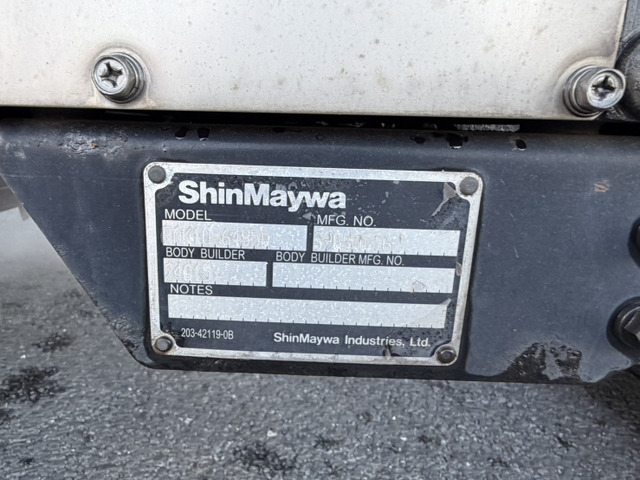 ShinMaywa
MODEL MFG. NO.
BODY BUILDER BODY BUILDER MFG. NO.
NOTES
203-42119-0B ShinMaywa Industries, Ltd.